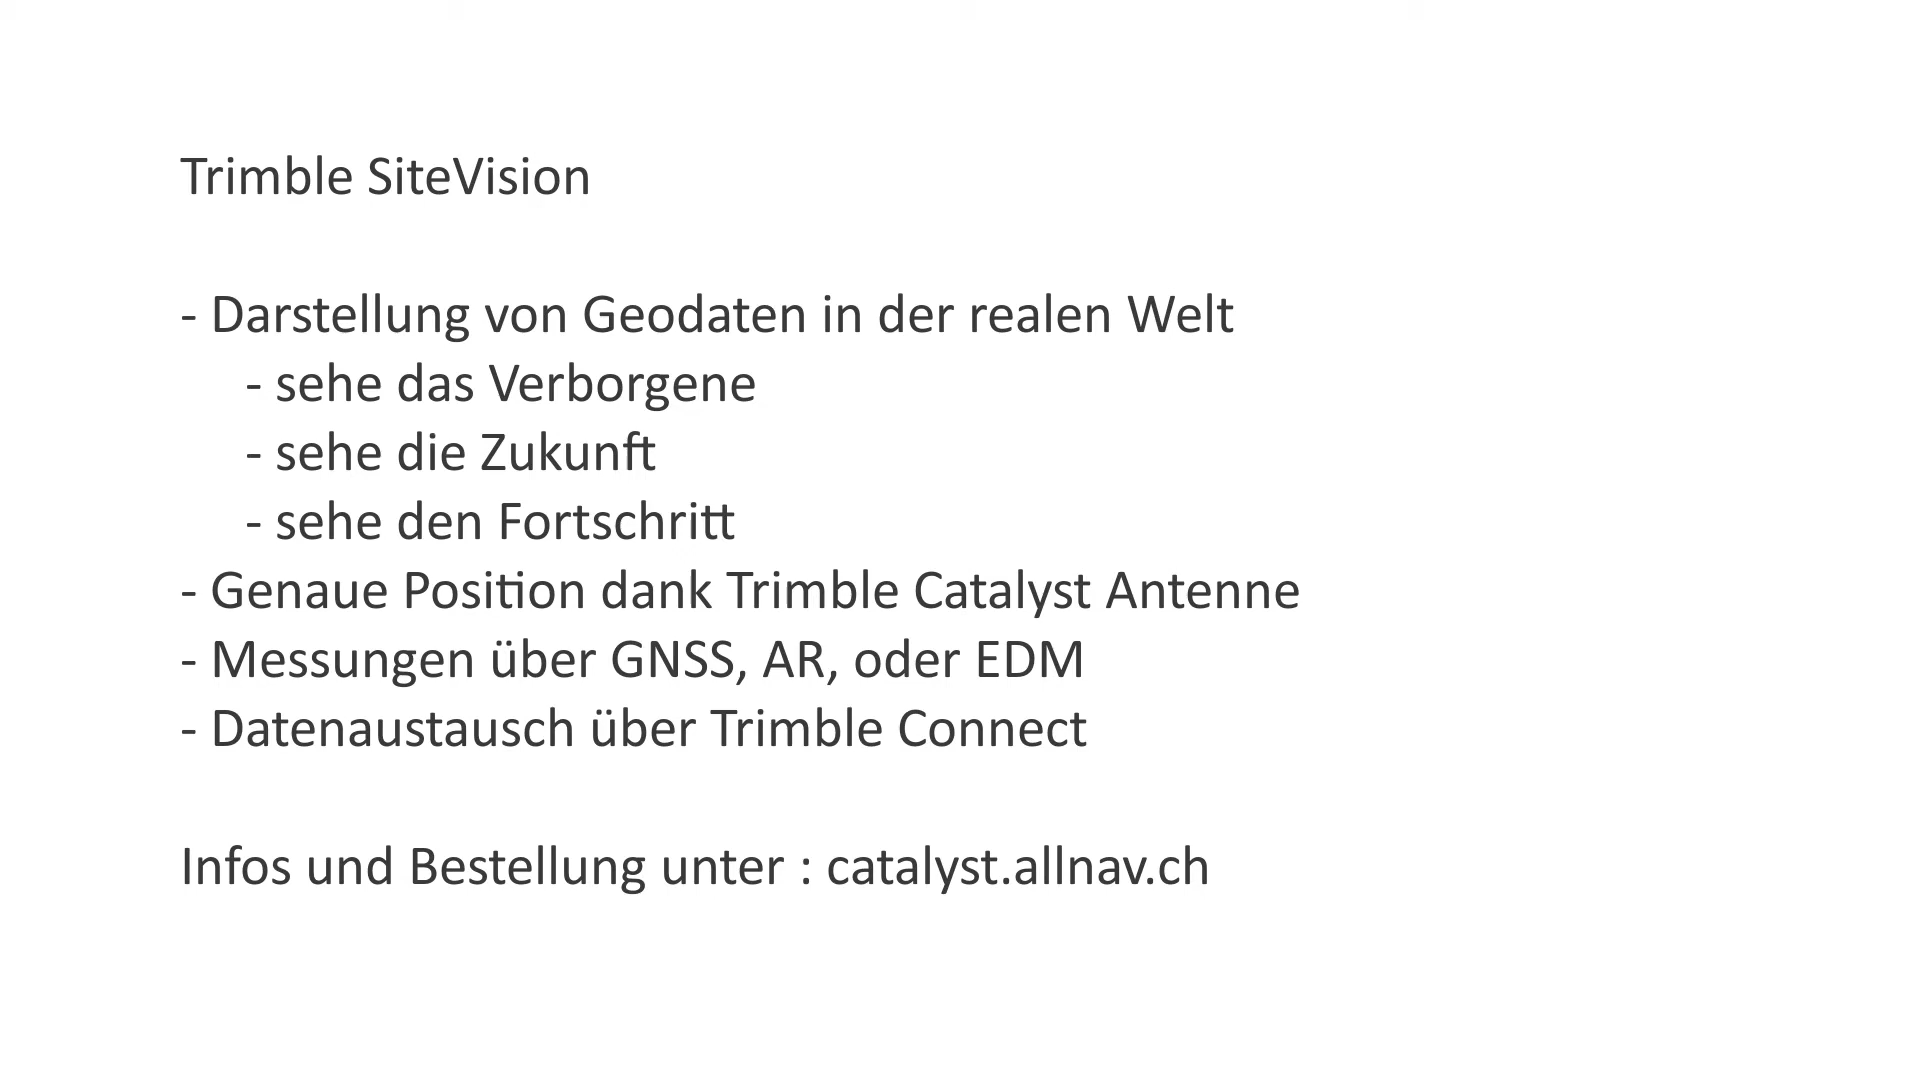 Trimble SiteVision
- Darstellung von Geodaten in der realen Welt
- sehe das Verborgene
- sehe die Zukunft
- sehe den Fortschritt
- Genaue Position dank Trimble Catalyst Antenne
- Messungen über GNSS, AR, oder EDM
- Datenaustausch über Trimble Connect
Infos und Bestellung unter : catalyst.allnav.ch